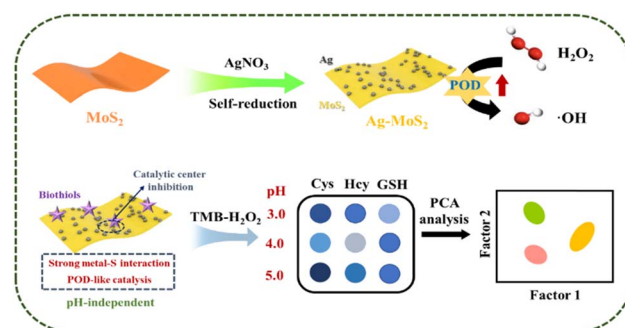 AgNO3
Self-reduction
MoS2
Ag
MoS2
Ag-MoS2
POD
H2O2
·OH
Biothiols
Catalytic center
inhibition
Strong metal-S interaction
POD-like catalysis
pH-independent
TMB-H2O2
pH
Cys Hcy GSH
3.0
4.0
5.0
PCA
analysis
Factor 2
Factor 1